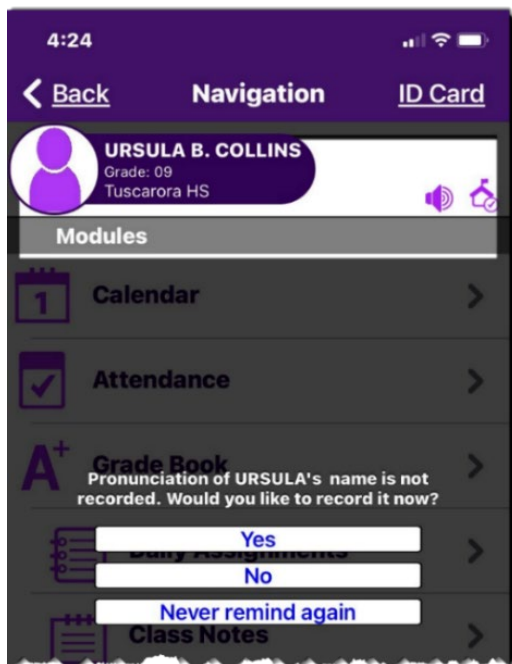 4:24
Back Navigation ID Card
URSULA B. COLLINS
Grade: 09
Tuscarora HS
Modules
1 Calendar
Attendance
A+ Grade Book
Pronunciation of URSULA's name is not
recorded. Would you like to record it now?
Yes
Daily Assignments
No
Never remind again
Class Notes